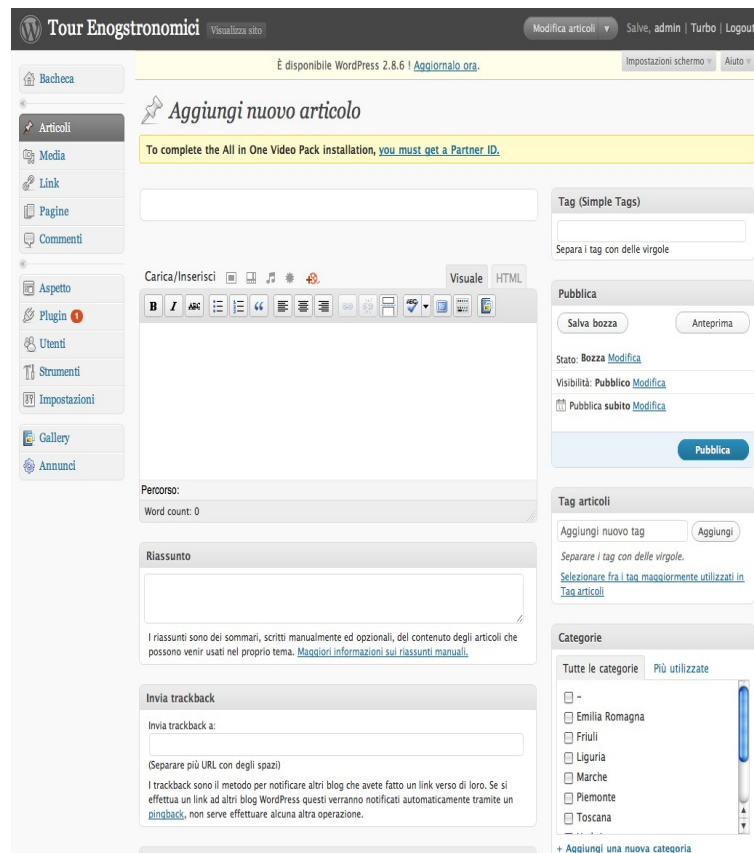 Tour Enogstronomici Visualizza sito
Modifica articoli Salve, admin | Turbo | Logout
È disponibile WordPress 2.8.6 ! Aggiornalo ora.
Impostazioni schermo Aiuto
Bacheca
Articoli
Media
Link
Pagine
Commenti
Aspetto
Plugin 1
Utenti
Strumenti
Impostazioni
Gallery
Annunci
Aggiungi nuovo articolo
To complete the All in One Video Pack installation, you must get a Partner ID.
Carica/Inserisci
Visuale HTML
B I ABC ABC
Percorso:
Word count: 0
Riassunto
I riassunti sono dei sommari, scritti manualmente ed opzionali, del contenuto degli articoli che
possono venir usati nel proprio tema. Maggiori informazioni sui riassunti manuali.
Invia trackback
Invia trackback a:
(Separare più URL con degli spazi)
I trackback sono il metodo per notificare altri blog che avete fatto un link verso di loro. Se si
effettua un link ad altri blog WordPress questi verranno notificati automaticamente tramite un
pingback, non serve effettuare alcuna altra operazione.
Tag (Simple Tags)
Separa i tag con delle virgole
Pubblica
Salva bozza Anteprima
Stato: Bozza Modifica
Visibilità: Pubblico Modifica
Pubblica subito Modifica
Pubblica
Tag articoli
Aggiungi nuovo tag Aggiungi
Separare i tag con delle virgole.
Selezionare fra i tag maggiormente utilizzati in
Tag articoli
Categorie
Tutte le categorie Più utilizzate
-
Emilia Romagna
Friuli
Liguria
Marche
Piemonte
Toscana
+ Aggiungi una nuova categoria